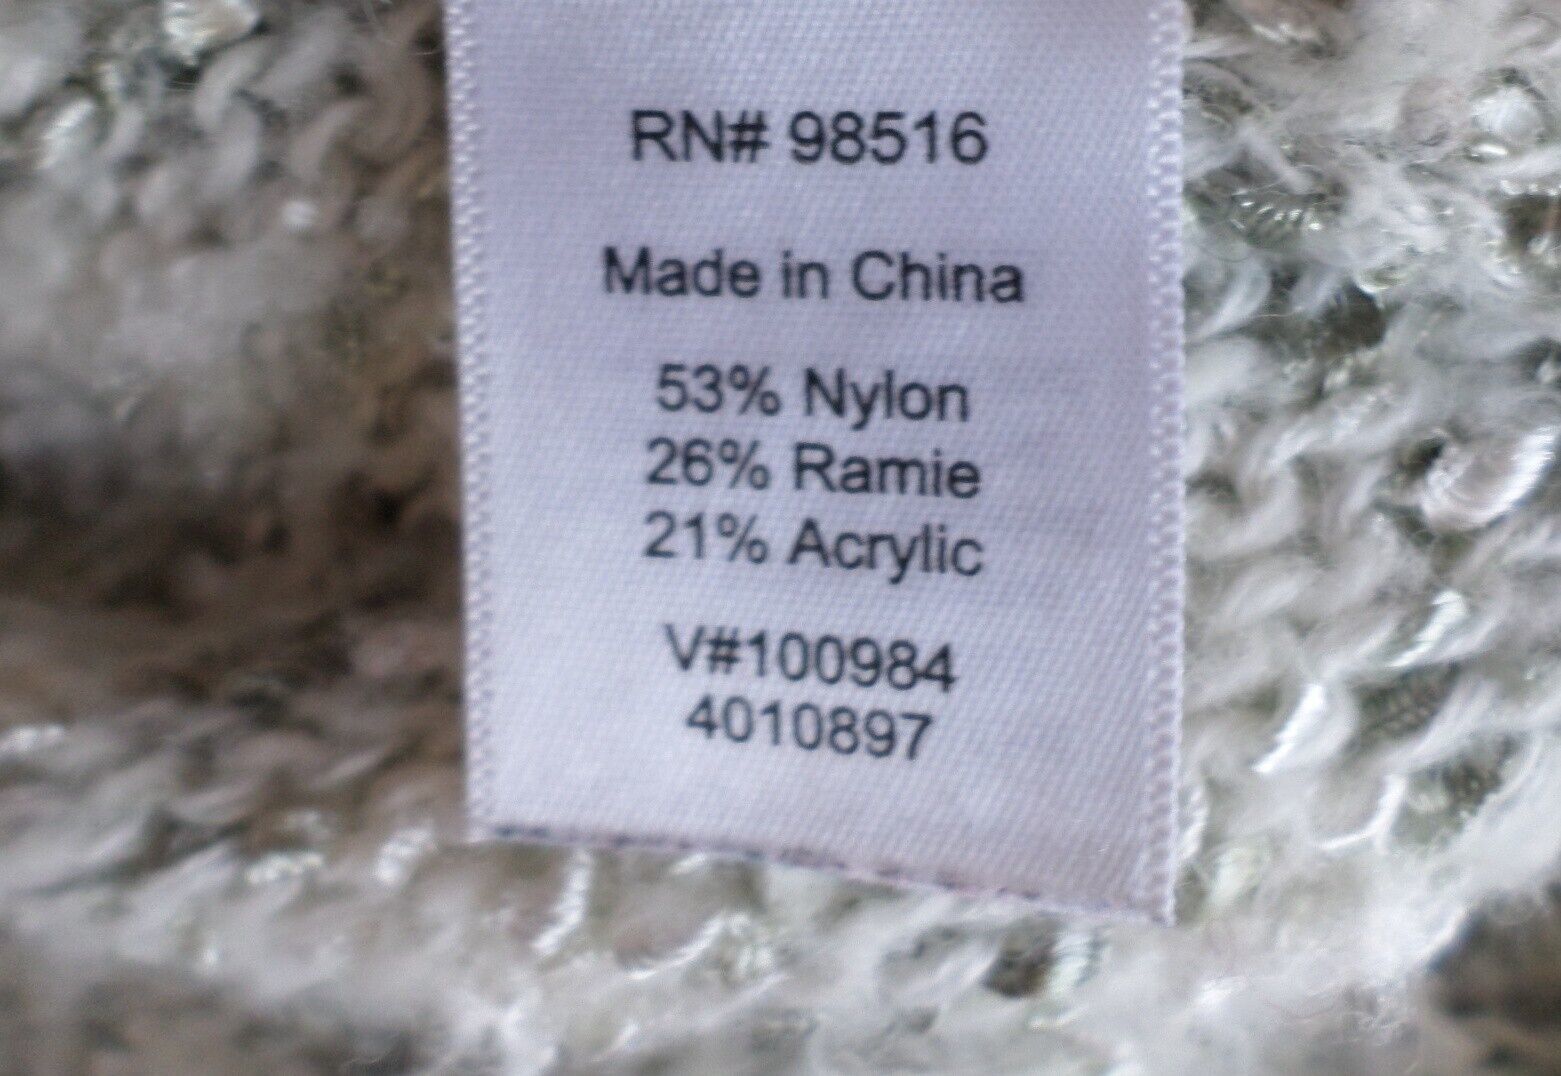 RN# 98516
Made in China
53% Nylon
26% Ramie
21% Acrylic
V#100984
4010897